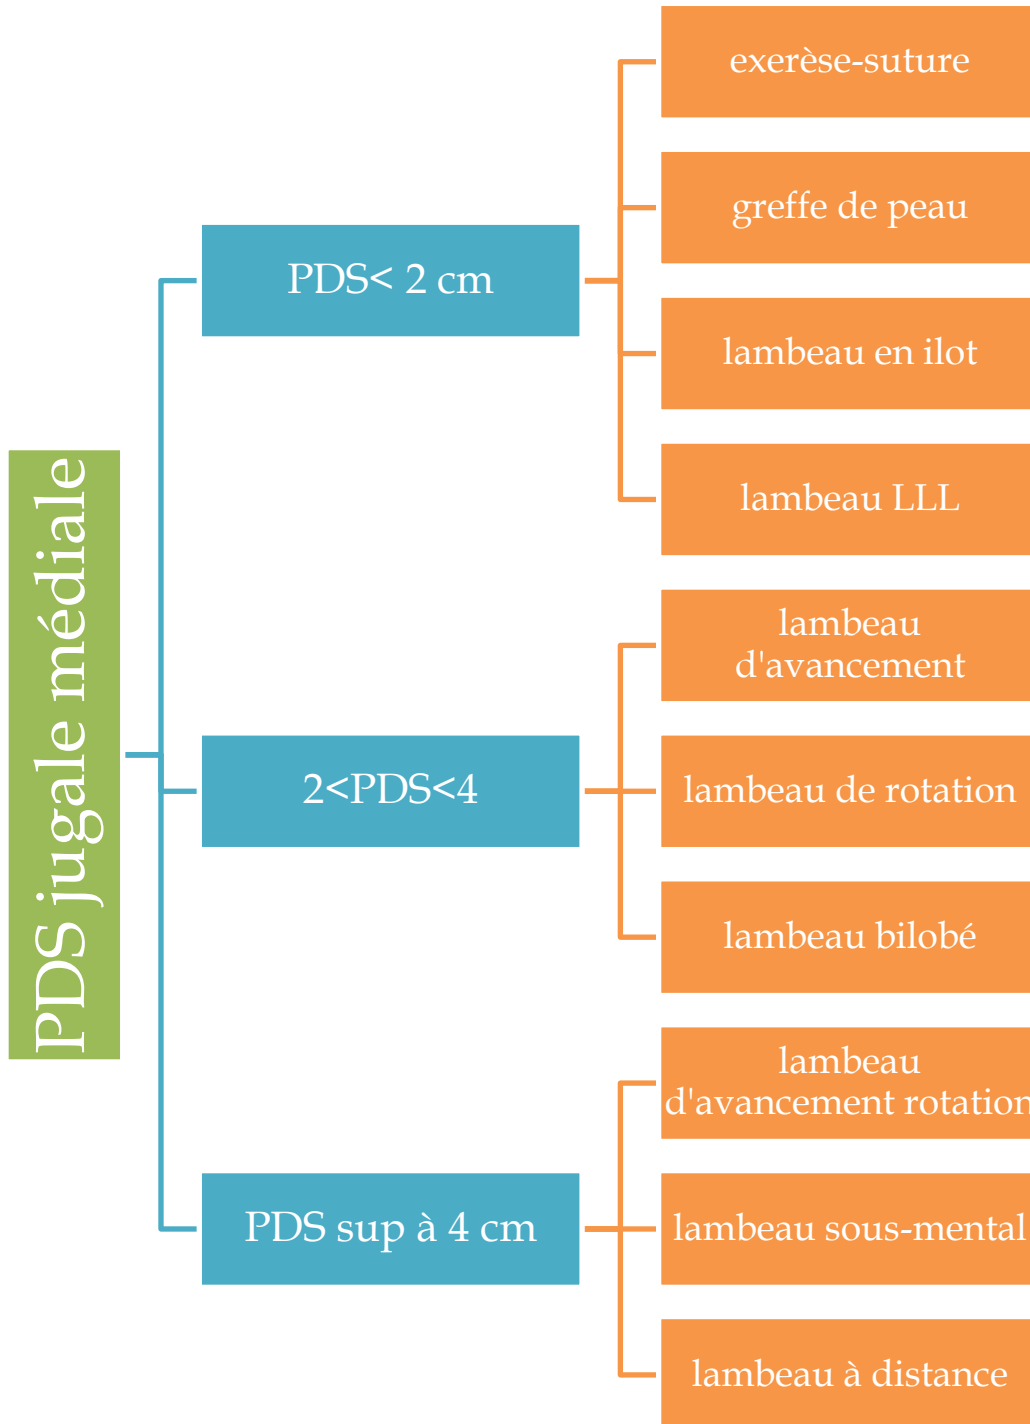 PDS jugale médiale
PDS< 2 cm
exerèse-suture
greffe de peau
lambeau en ilot
lambeau LLL
2<PDS<4
lambeau
d'avancement
lambeau de rotation
lambeau bilobé
PDS sup à 4 cm
lambeau
d'avancement rotation
lambeau sous-mental
lambeau à distance